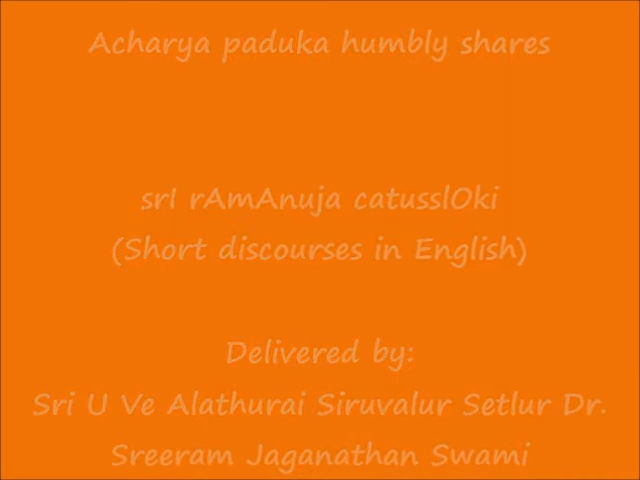 Acharya paduka humbly shares
srI rAmAnuja catusslOki
(Short discourses in English)
Delivered by:
Sri U Ve Alathurai Siruvalur Setlur Dr.
Sreeram Jaganathan Swami